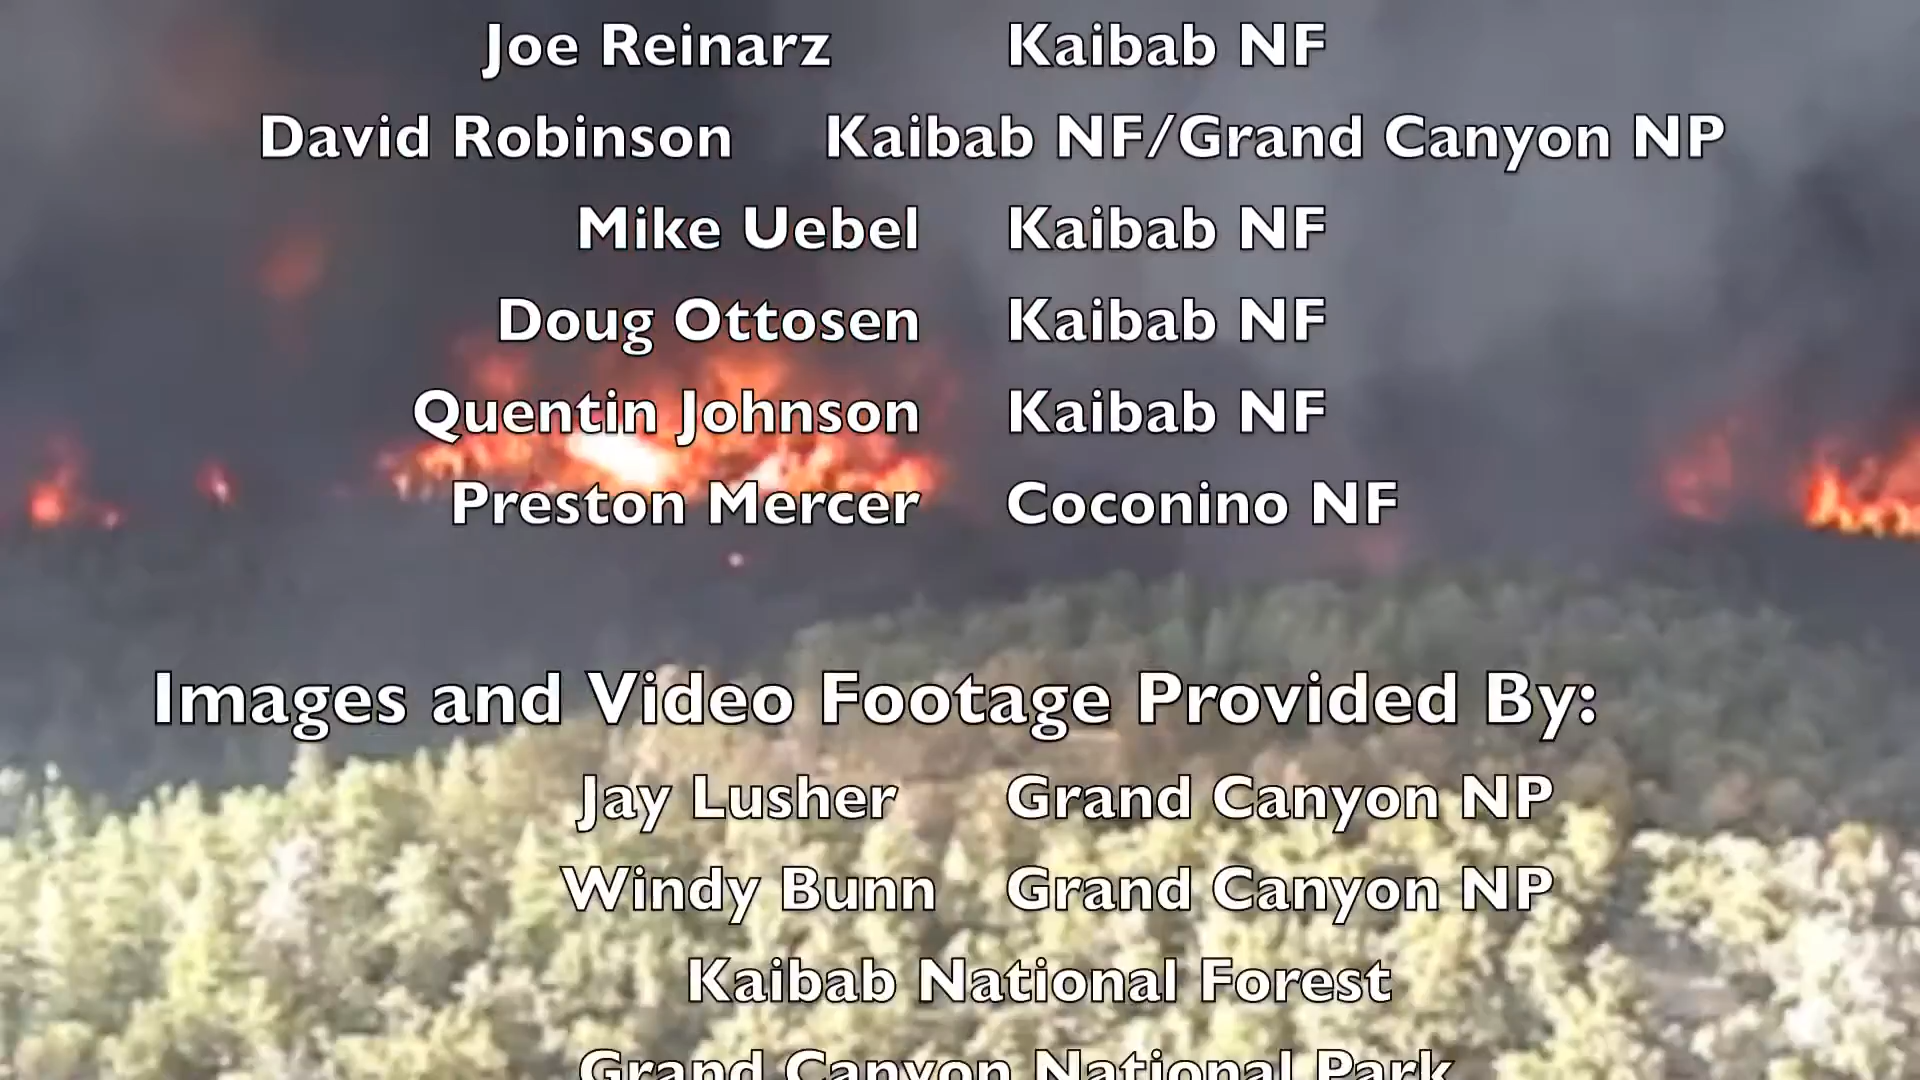 Joe Reinarz Kaibab NF
David Robinson Kaibab NF/Grand Canyon NP
Mike Uebel Kaibab NF
Doug Ottosen Kaibab NF
Quentin Johnson Kaibab NF
Preston Mercer Coconino NF
Images and Video Footage Provided By:
Jay Lusher Grand Canyon NP
Windy Bunn Grand Canyon NP
Kaibab National Forest
Grand Canyon National Park